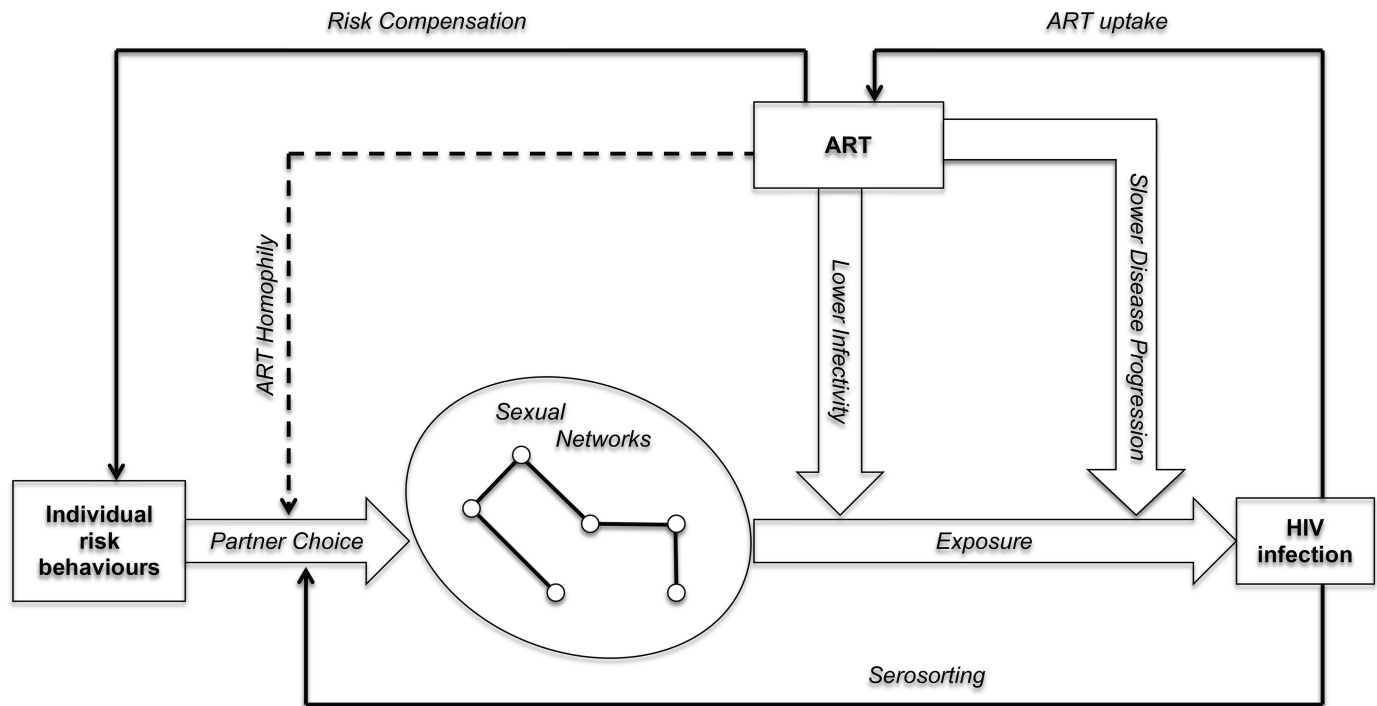 Risk Compensation
ART uptake
ART
ART Homophily
Lower Infectivity
Slower Disease Progression
Sexual
Networks
Individual
risk
behaviours
Partner Choice
Exposure
HIV
infection
Serosorting